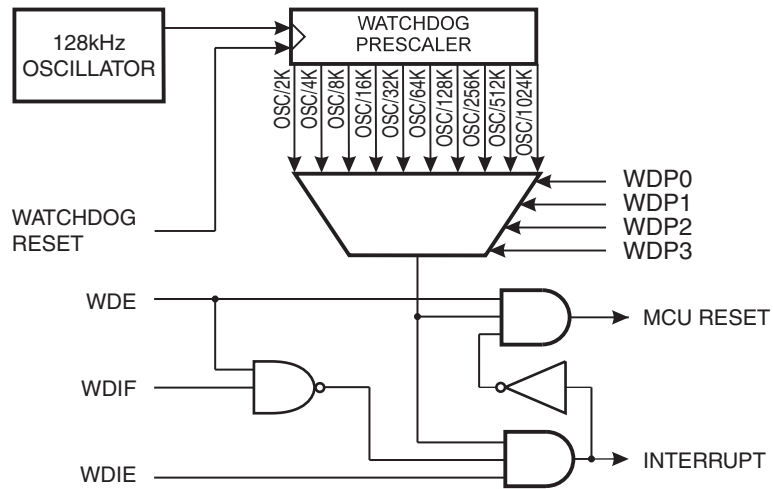 128kHz
OSCILLATOR
WATCHDOG
PRESCALER
OSC/2K
OSC/4K
OSC/8K
OSC/16K
OSC/32K
OSC/64K
OSC/128K
OSC/256K
OSC/512K
OSC/1024K
WDP0
WDP1
WDP2
WDP3
WATCHDOG
RESET
WDE
MCU RESET
WDIF
INTERRUPT
WDIE